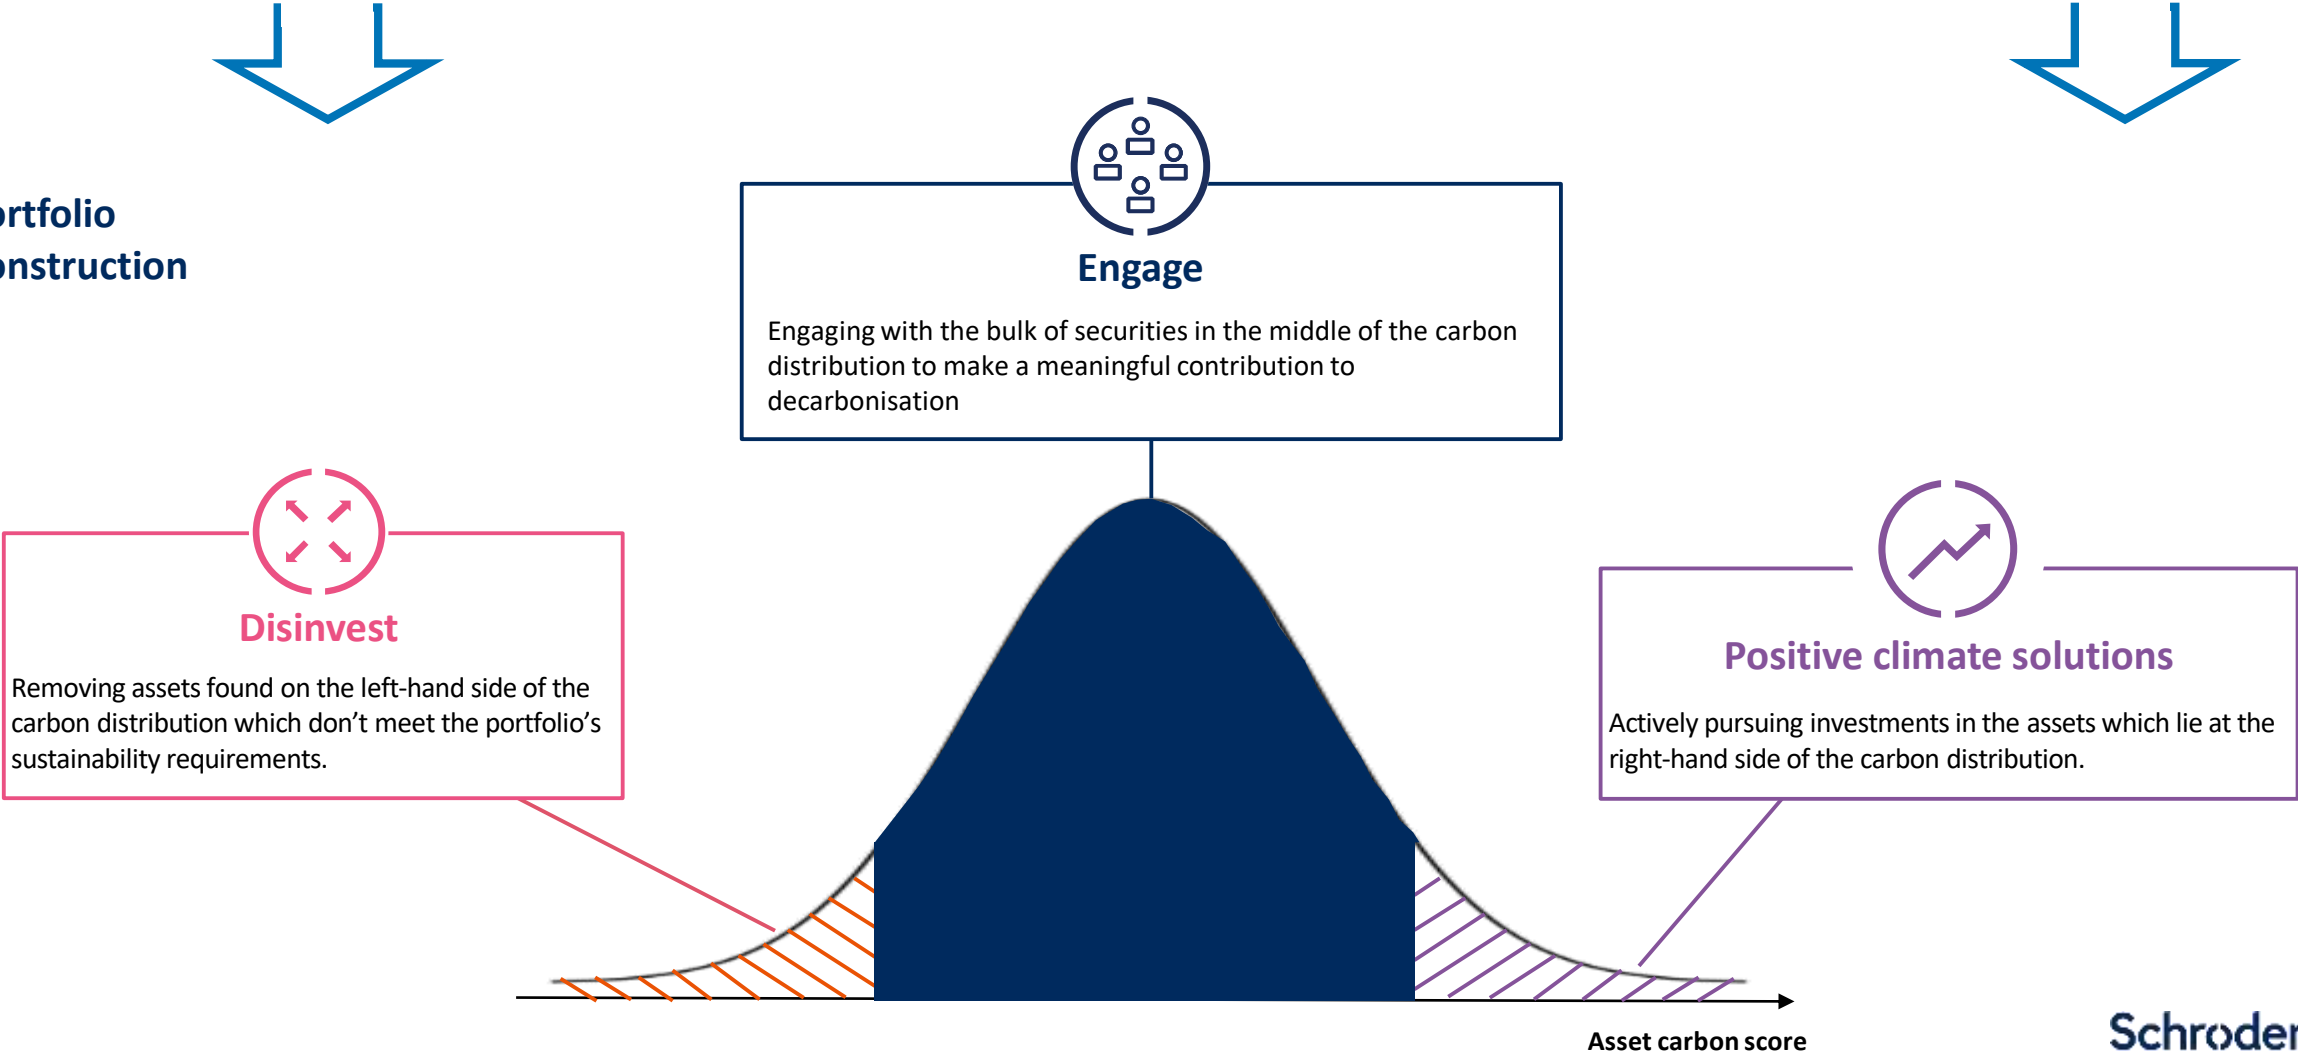 ortfolio
onstruction
Engage
Engaging with the bulk of securities in the middle of the carbon
distribution to make a meaningful contribution to
decarbonisation
Disinvest
Removing assets found on the left-hand side of the
carbon distribution which don’t meet the portfolio’s
sustainability requirements.
Positive climate solutions
Actively pursuing investments in the assets which lie at the
right-hand side of the carbon distribution.
Asset carbon score
Schroder